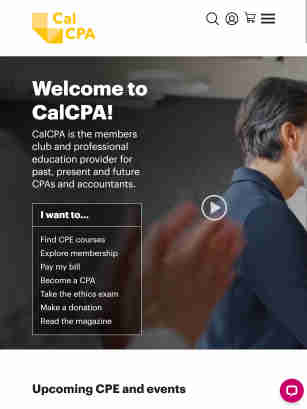 Cal
CPA
Welcome to
CalCPA!
CalCPA is the members
club and professional
education provider for
past, present and future
CPAs and accountants.
I want to...
Find CPE courses
Explore membership
Pay my bill
Become a CPA
Take the ethics exam
Make a donation
Read the magazine
Upcoming CPE and events